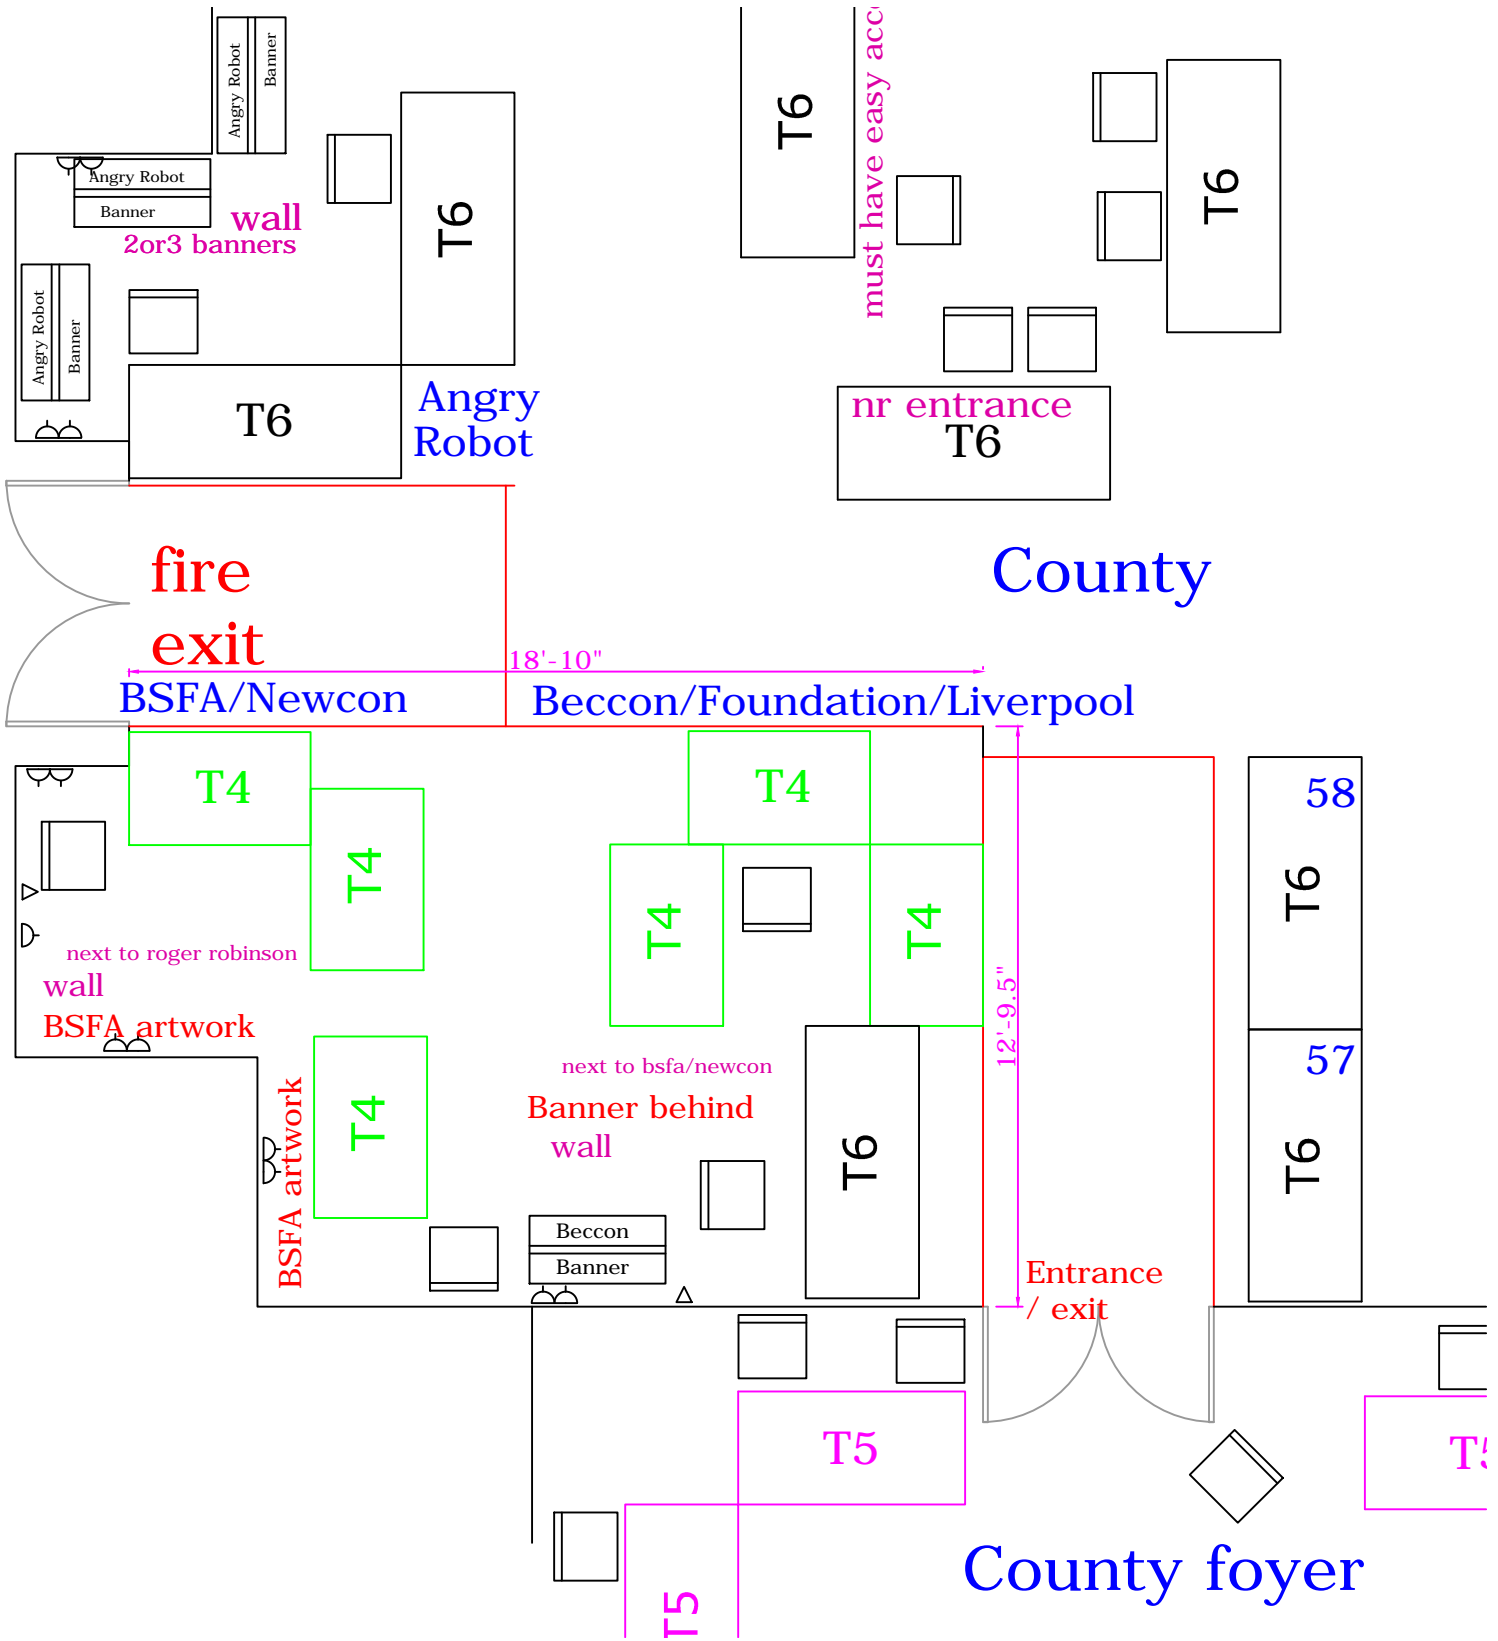 Angry Robot
Banner
Angry Robot
Banner
wall
2or3 banners
Angry Robot
Banner
T6
T6
Angry
Robot
T6
must have easy
T6
nr entrance
T6
County
fire
exit
18'-10"
BSFA/Newcon
Beccon/Foundation/Liverpool
T4
T4
T4
T4
T4
58
T6
next to roger robinson
wall
BSFA artwork
12'-9.5"
57
T6
BSFA artwork
T4
next to bsfa/newcon
Banner behind
wall
T6
Beccon
Banner
Entrance
/ exit
T5
T5
T5
County foyer